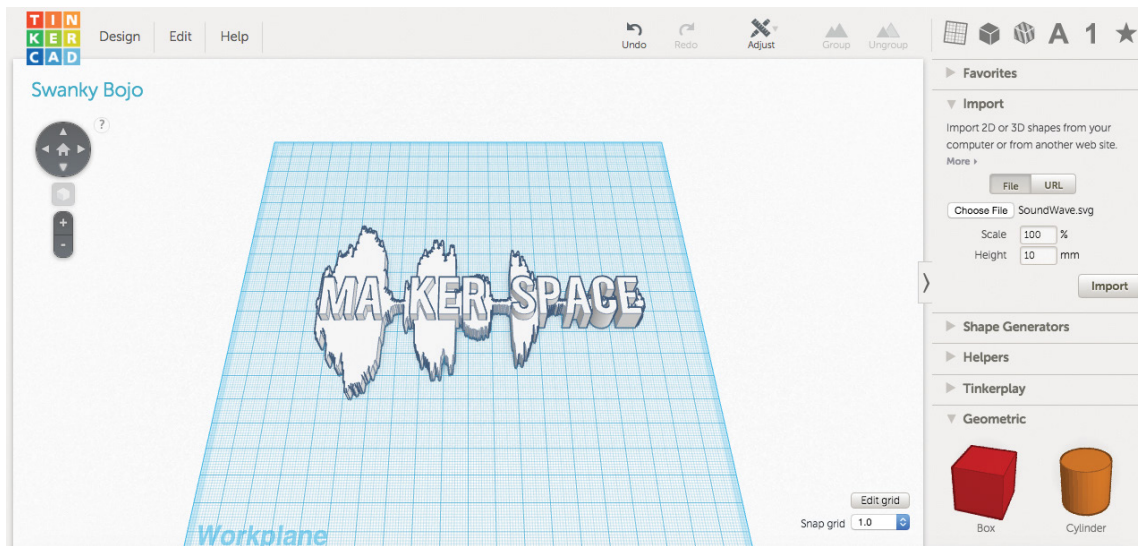 TIN
KER
CAD
Design
Edit
Help
Undo
Redo
Adjust
Group
Ungroup
A
1
Swanky Bojo
?
+
-
MAKER SPACE
Workplane
Edit grid
Snap grid 1.0
Favorites
Import
Import 2D or 3D shapes from your
computer or from another web site.
More
File
URL
Choose File SoundWave.svg
Scale 100 %
Height 10 mm
Import
Shape Generators
Helpers
Tinkerplay
Geometric
Box
Cylinder